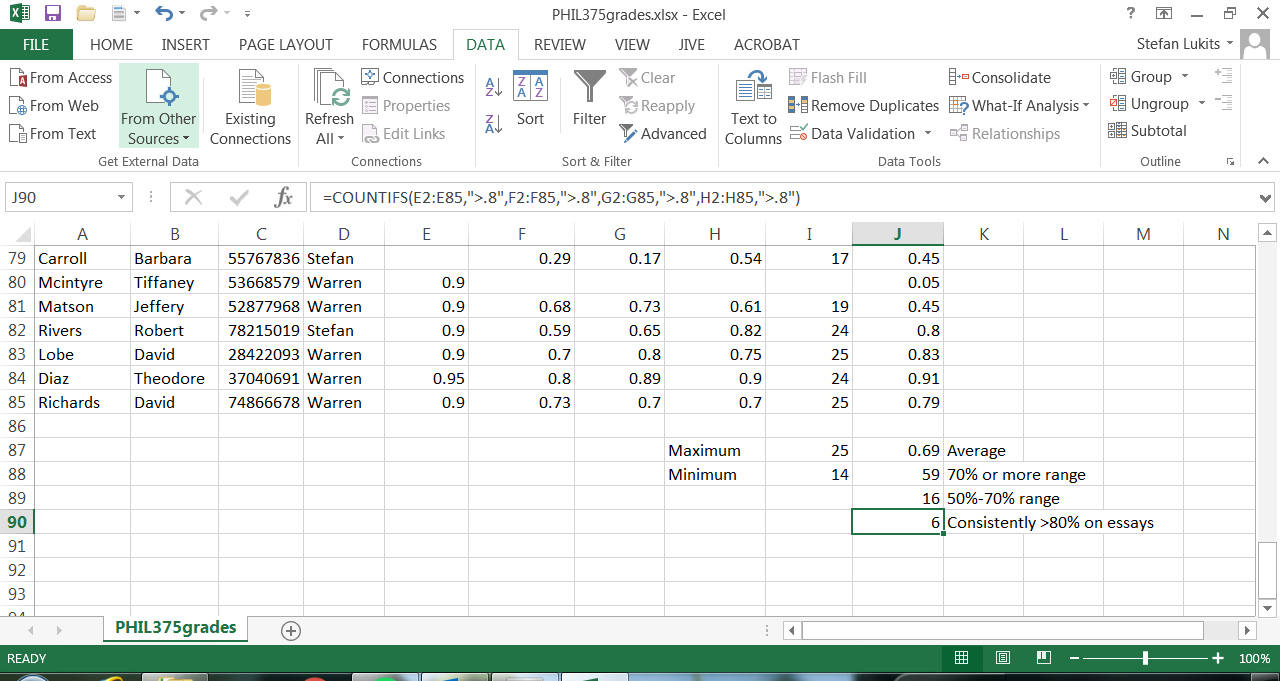 PHIL375grades.xlsx - Excel
?
FILE HOME INSERT PAGE LAYOUT FORMULAS DATA REVIEW VIEW JIVE ACROBAT Stefan Lukits
From Access
From Web
From Text
From Other Sources
Existing Connections
Get External Data
Refresh All
Connections
Properties
Edit Links
Connections
Sort
Filter
Clear
Reapply
Advanced
Sort & Filter
Text to Columns
Flash Fill
Remove Duplicates
Data Validation
Consolidate
What-If Analysis
Relationships
Data Tools
Group
Ungroup
Subtotal
Outline
J90 fx =COUNTIFS(E2:E85,">.8",F2:F85,">.8",G2:G85,">.8",H2:H85,">.8")
A B C D E F G H I J K L M N
79 Carroll Barbara 55767836 Stefan 0.29 0.17 0.54 17 0.45
80 Mcintyre Tiffaney 53668579 Warren 0.9 0.05
81 Matson Jeffery 52877968 Warren 0.9 0.68 0.73 0.61 19 0.45
82 Rivers Robert 78215019 Stefan 0.9 0.59 0.65 0.82 24 0.8
83 Lobe David 28422093 Warren 0.9 0.7 0.8 0.75 25 0.83
84 Diaz Theodore 37040691 Warren 0.95 0.8 0.89 0.9 24 0.91
85 Richards David 74866678 Warren 0.9 0.73 0.7 0.7 25 0.79
86
87 Maximum 25 0.69 Average
88 Minimum 14 59 70% or more range
89 16 50%-70% range
90 6 Consistently >80% on essays
91
92
93
PHIL375grades
READY 100%